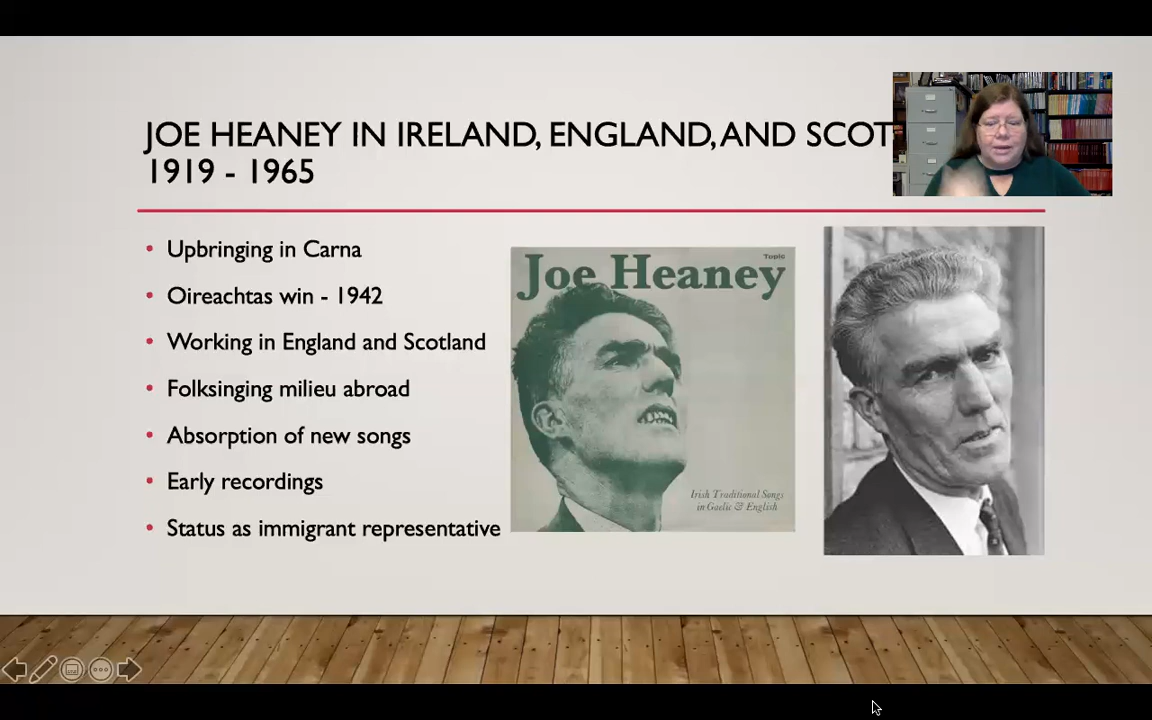 JOE HEANEY IN IRELAND, ENGLAND, AND SCOT
1919 - 1965
• Upbringing in Carna
• Oireachtas win - 1942
• Working in England and Scotland
• Folksinging milieu abroad
• Absorption of new songs
• Early recordings
• Status as immigrant representative
Topic
Joe Heaney
Irish Traditional Songs
in Gaelic & English